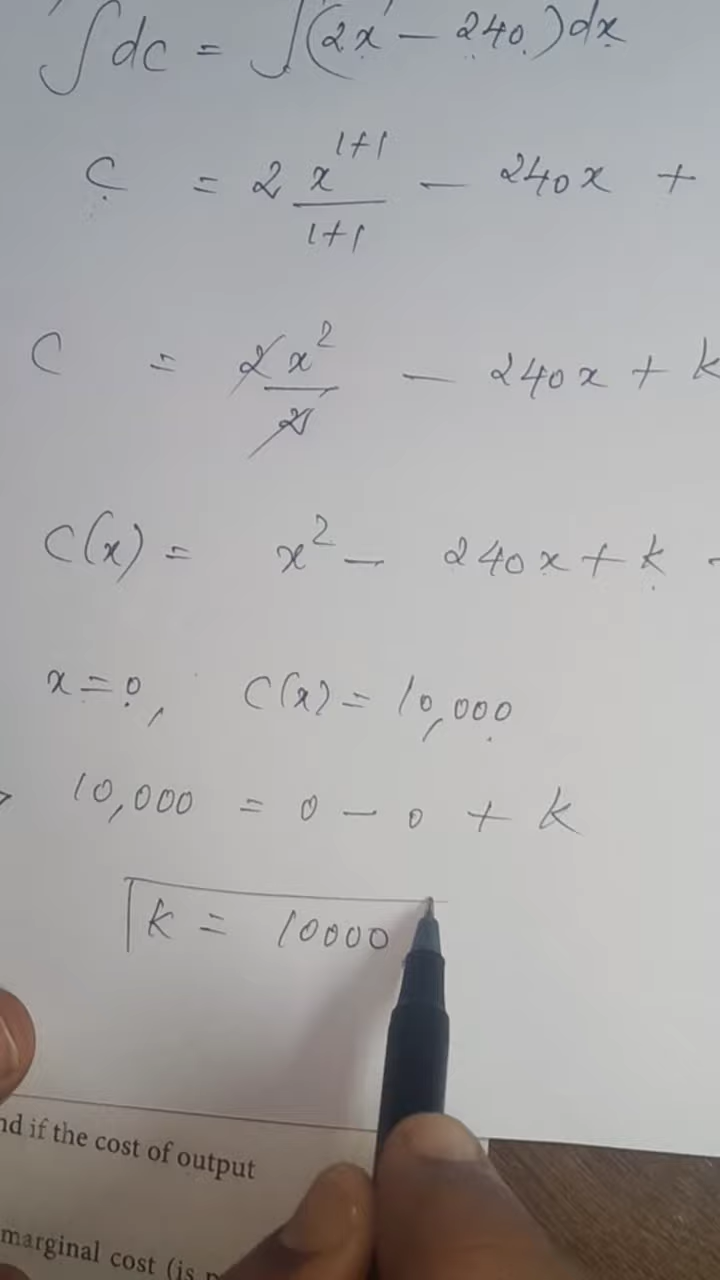 ∫dc = ∫(2x - 240)dx
C = 2 x^(1+1)/(1+1) - 240x +
C = 2x²/2 - 240x + k
C(x) = x² - 240x + k -
x = 0, C(x) = 10,000
10,000 = 0 - 0 + k
k = 10000
nd if the cost of output
marginal cost (is